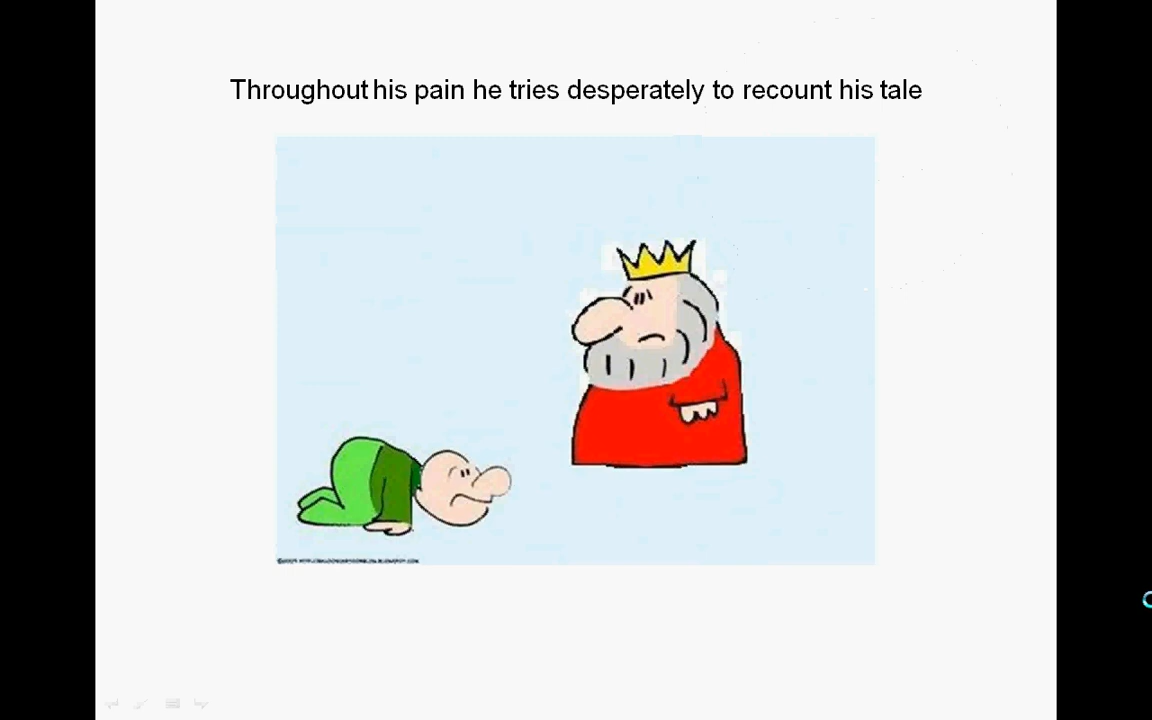 Throughout his pain he tries desperately to recount his tale